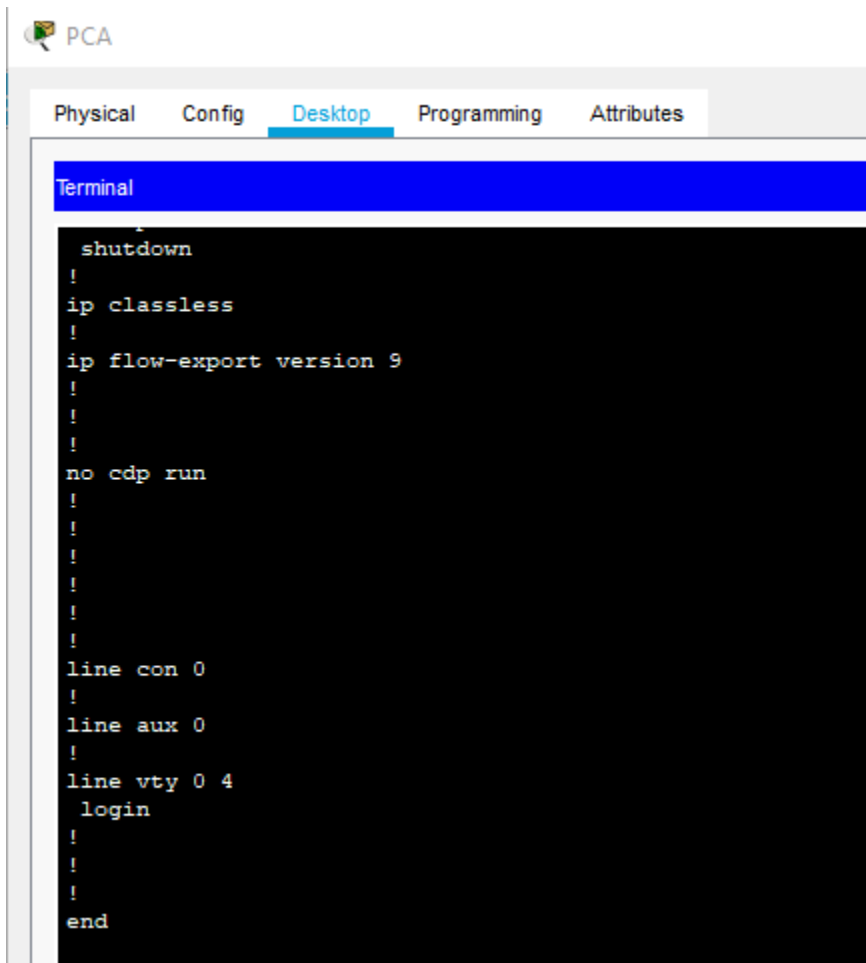 PCA
Physical Config Desktop Programming Attributes
Terminal
shutdown
!
ip classless
!
ip flow-export version 9
!
!
!
no cdp run
!
!
!
!
!
!
line con 0
!
line aux 0
!
line vty 0 4
login
!
!
!
end